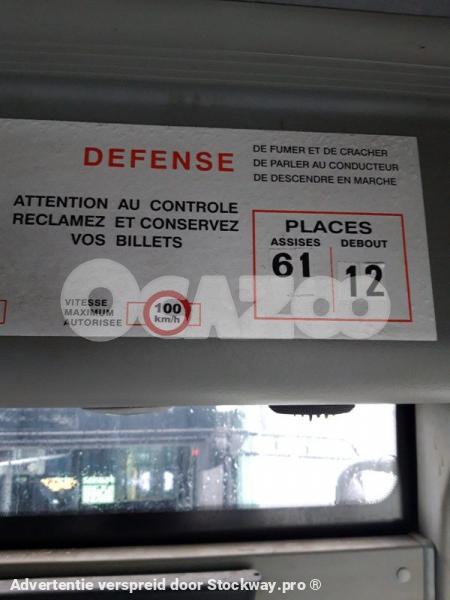 DEFENSE
DE FUMER ET DE CRACHER
DE PARLER AU CONDUCTEUR
DE DESCENDRE EN MARCHE
ATTENTION AU CONTROLE
RECLAMEZ ET CONSERVEZ
VOS BILLETS
PLACES
ASSISES DEBOUT
61 12
VITESSE
MAXIMUM
AUTORISEE
100
km/h
OCAZOO
Advertentie verspreid door Stockway.pro ®